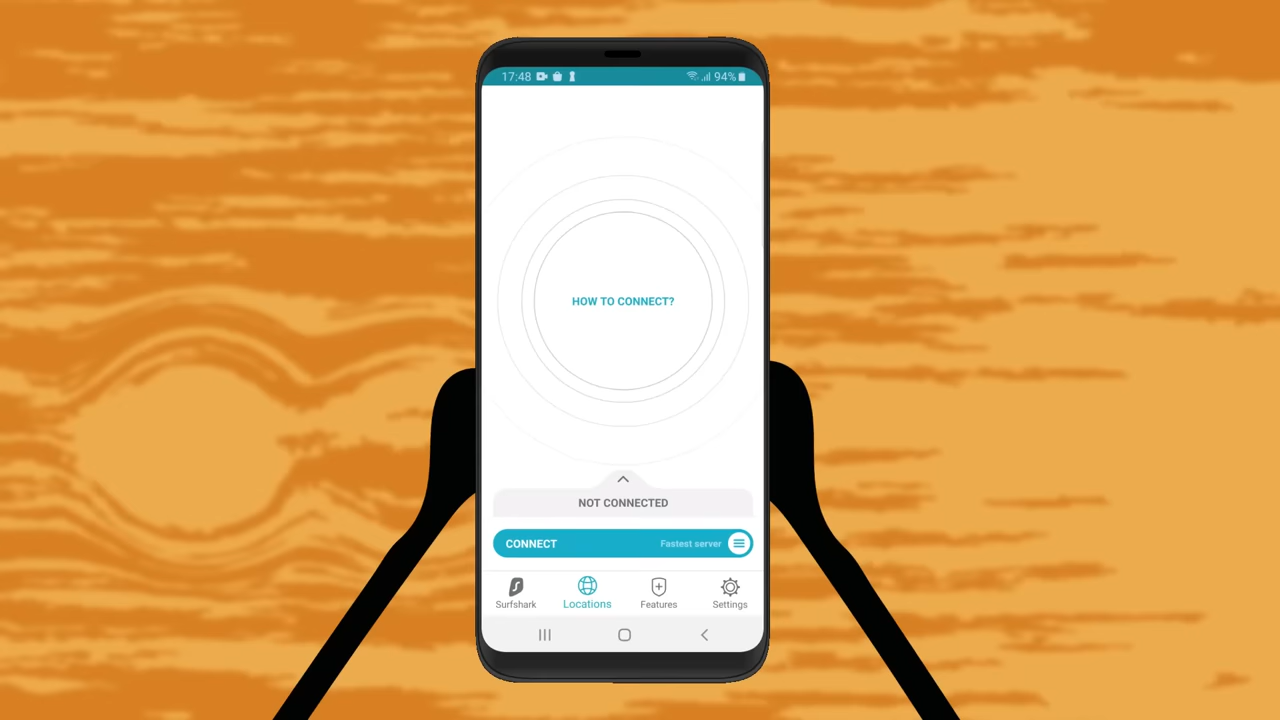 17:48 94%
HOW TO CONNECT?
NOT CONNECTED
CONNECT Fastest server
Surfshark Locations Features Settings